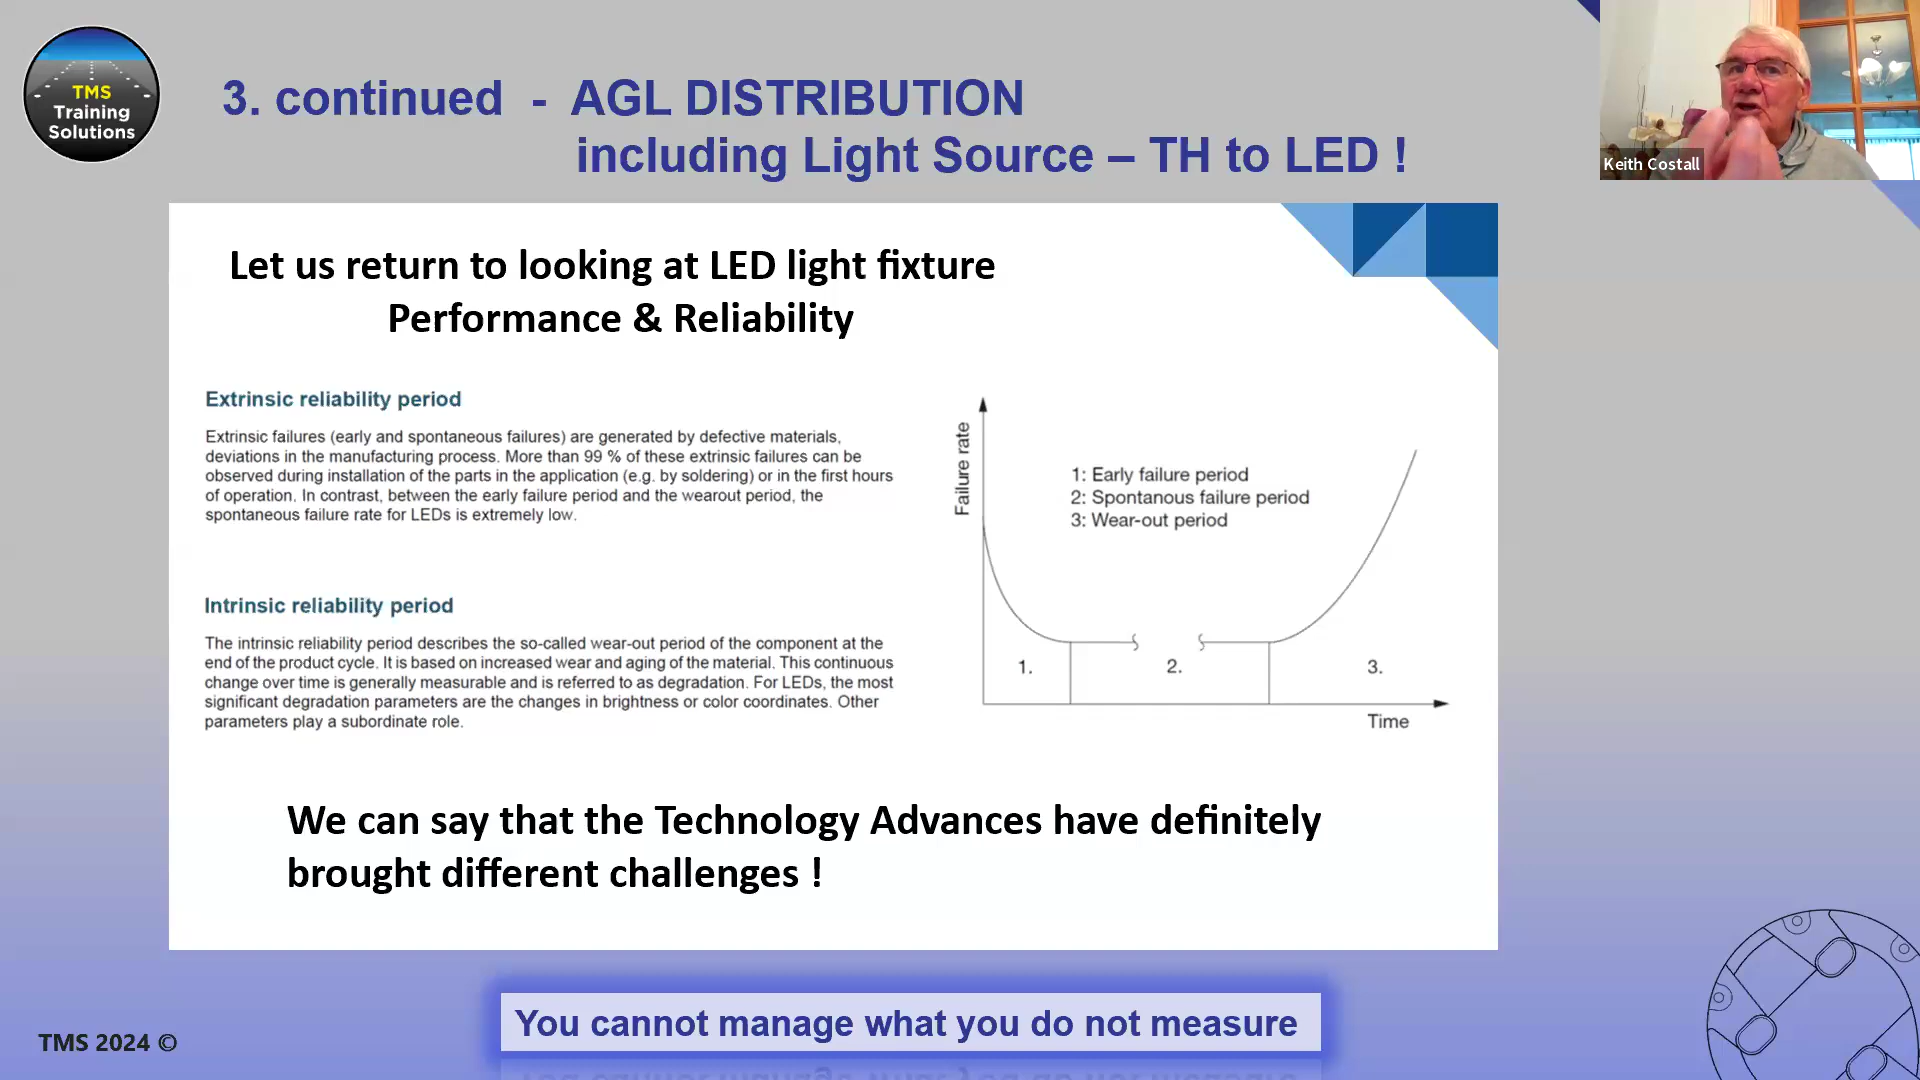 TMS
Training
Solutions
3. continued - AGL DISTRIBUTION
including Light Source – TH to LED !
Keith Costall
Let us return to looking at LED light fixture
Performance & Reliability
Extrinsic reliability period
Extrinsic failures (early and spontaneous failures) are generated by defective materials,
deviations in the manufacturing process. More than 99 % of these extrinsic failures can be
observed during installation of the parts in the application (e.g. by soldering) or in the first hours
of operation. In contrast, between the early failure period and the wearout period, the
spontaneous failure rate for LEDs is extremely low.
Intrinsic reliability period
The intrinsic reliability period describes the so-called wear-out period of the component at the
end of the product cycle. It is based on increased wear and aging of the material. This continuous
change over time is generally measurable and is referred to as degradation. For LEDs, the most
significant degradation parameters are the changes in brightness or color coordinates. Other
parameters play a subordinate role.
Failure rate
1: Early failure period
2: Spontanous failure period
3: Wear-out period
1.
2.
3.
Time
We can say that the Technology Advances have definitely
brought different challenges !
You cannot manage what you do not measure
TMS 2024 ©